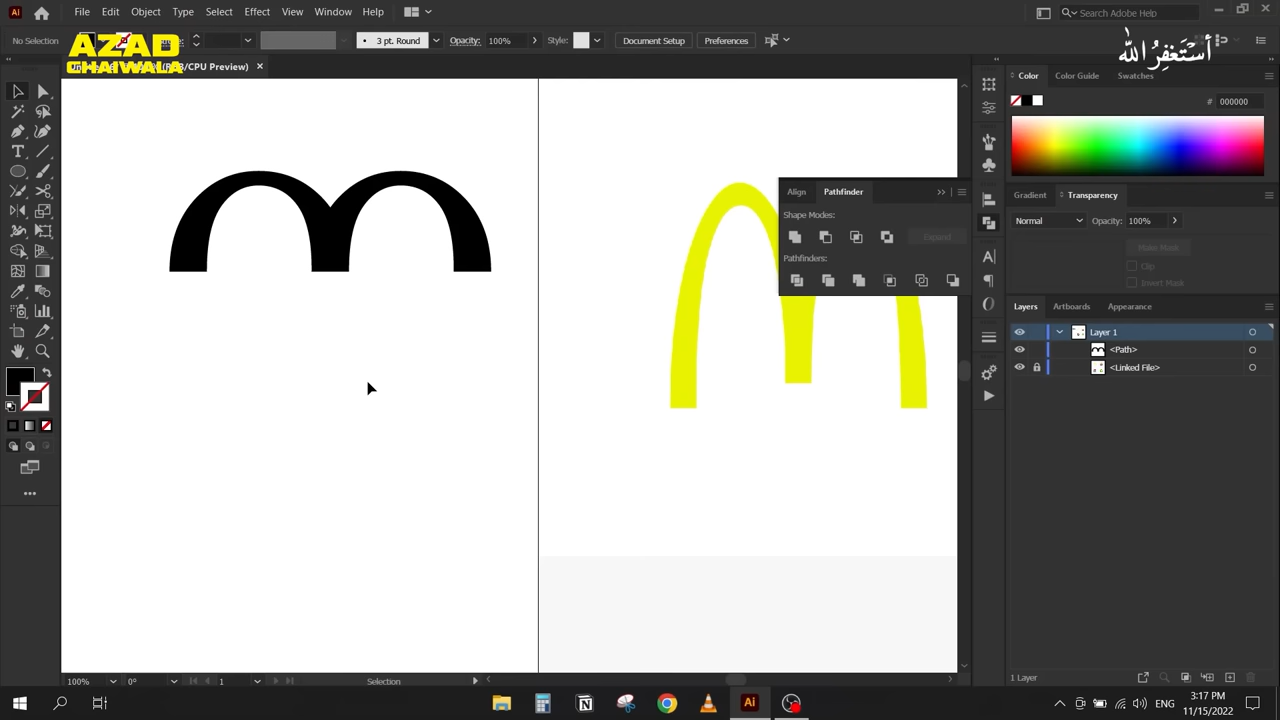 Ai File Edit Object Type Select Effect View Window Help Search Adobe Help
No Selection 3 pt. Round Opacity: 100% Style: Document Setup Preferences
AZAD
CHAIWALA
أستغفر الله
(RGB/CPU Preview) ×
Color Color Guide Swatches
# 000000
Align Pathfinder
Shape Modes:
Expand
Pathfinders:
Gradient Transparency
Normal Opacity: 100%
Make Mask
Clip
Invert Mask
Layers Artboards Appearance
Layer 1
<Path>
<Linked File>
100% 0° 1 Selection
1 Layer
Ai
ENG
3:17 PM
11/15/2022